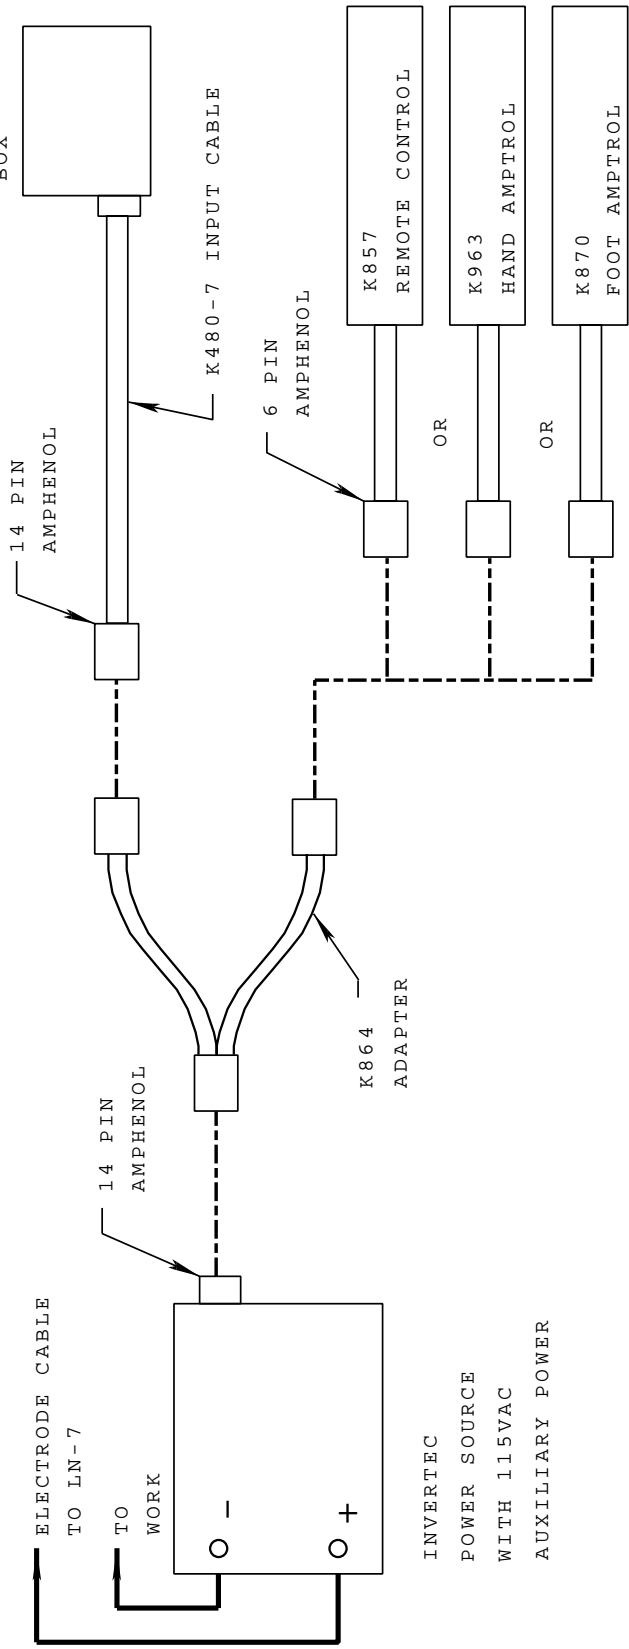 BOX
14 PIN
AMPHENOL
K480-7 INPUT CABLE
6 PIN
AMPHENOL
K857
REMOTE CONTROL
OR
K963
HAND AMPTROL
OR
K870
FOOT AMPTROL
K864
ADAPTER
14 PIN
AMPHENOL
ELECTRODE CABLE
TO LN-7
TO
WORK
-
+
INVERTEC
POWER SOURCE
WITH 115VAC
AUXILIARY POWER